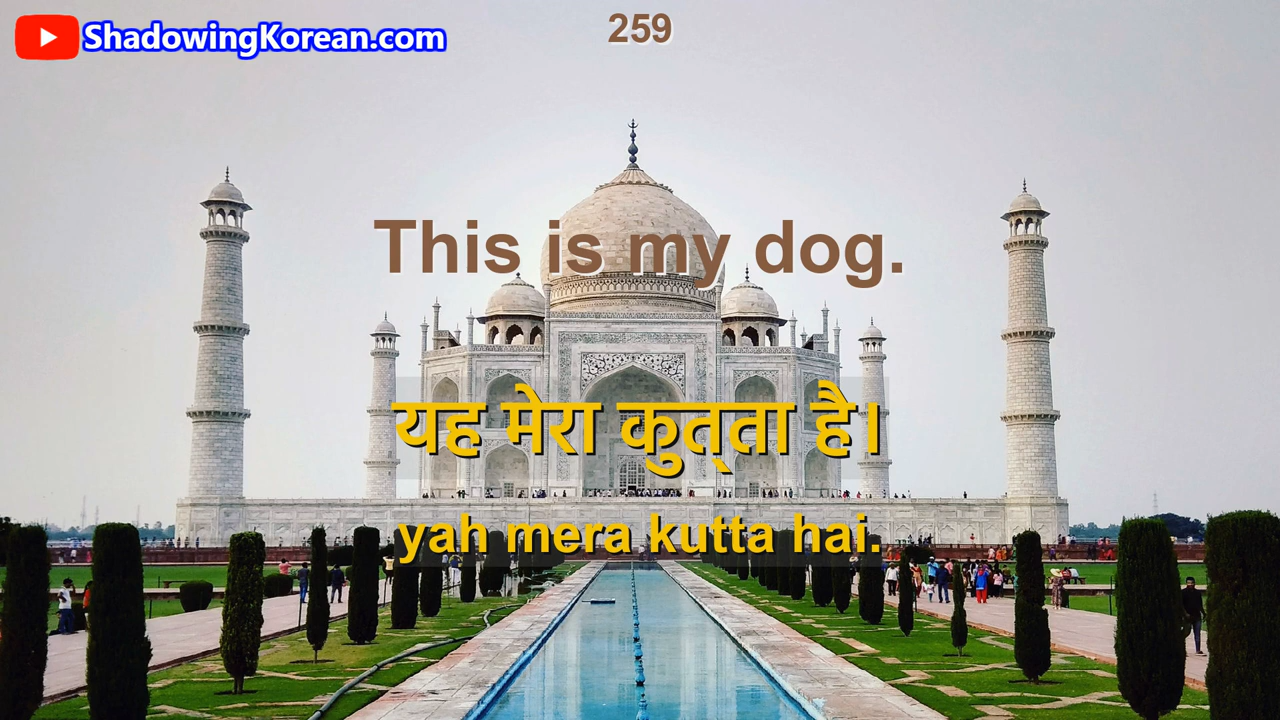 ShadowingKorean.com
259
This is my dog.
यह मेरा कुत्ता है।
yah mera kutta hai.